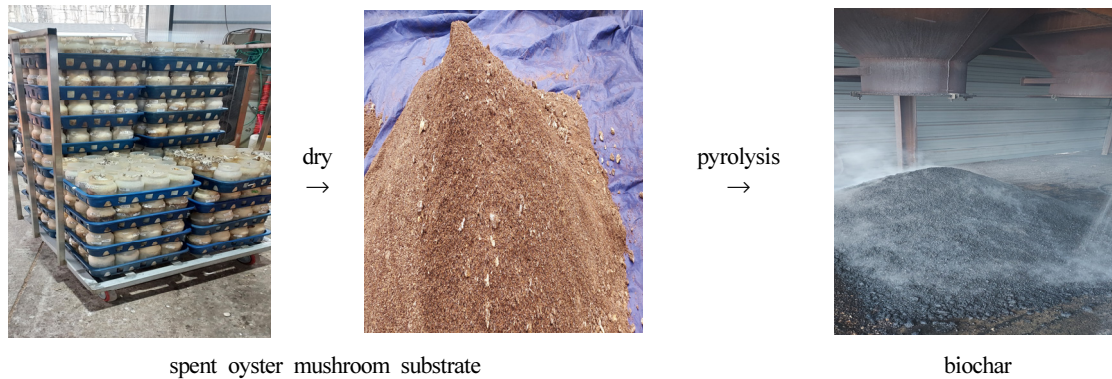 dry
→
pyrolysis
→
spent oyster mushroom substrate
biochar